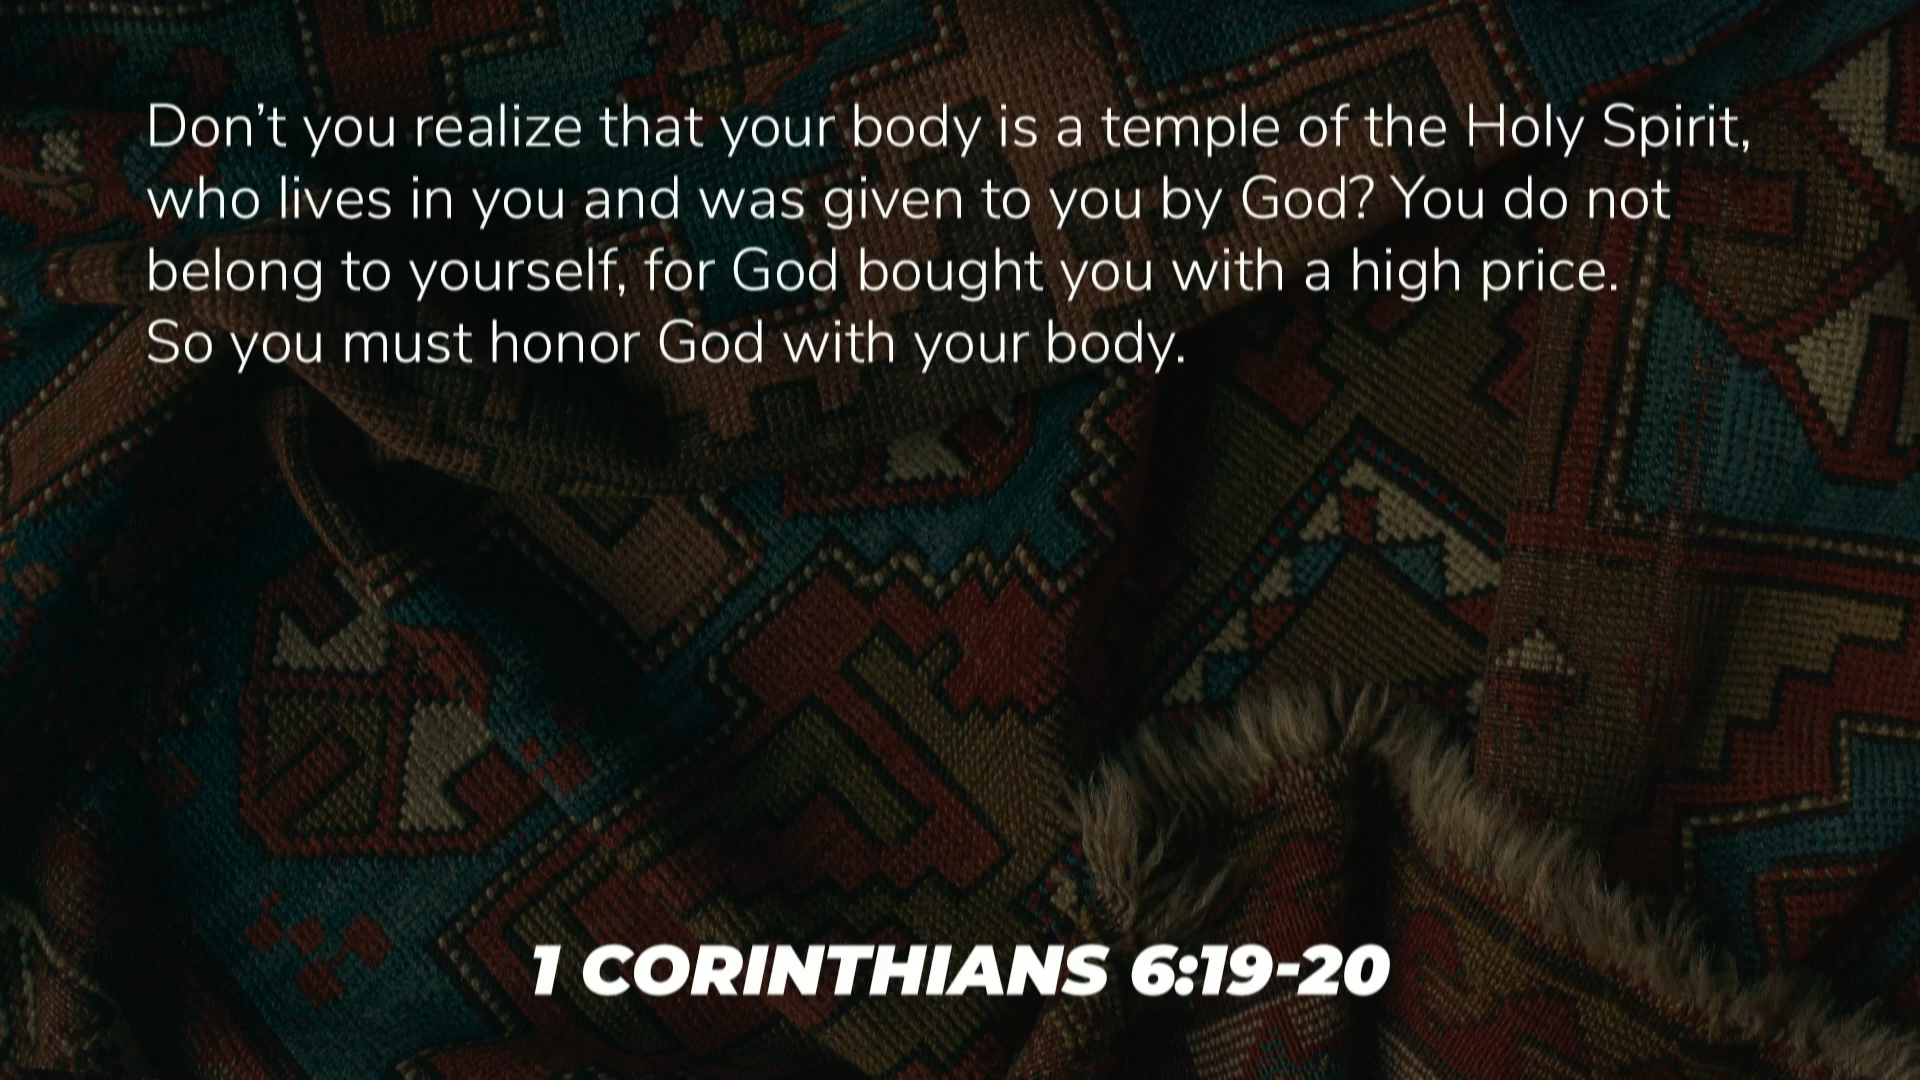 Don’t you realize that your body is a temple of the Holy Spirit,
who lives in you and was given to you by God? You do not
belong to yourself, for God bought you with a high price.
So you must honor God with your body.
1 CORINTHIANS 6:19-20